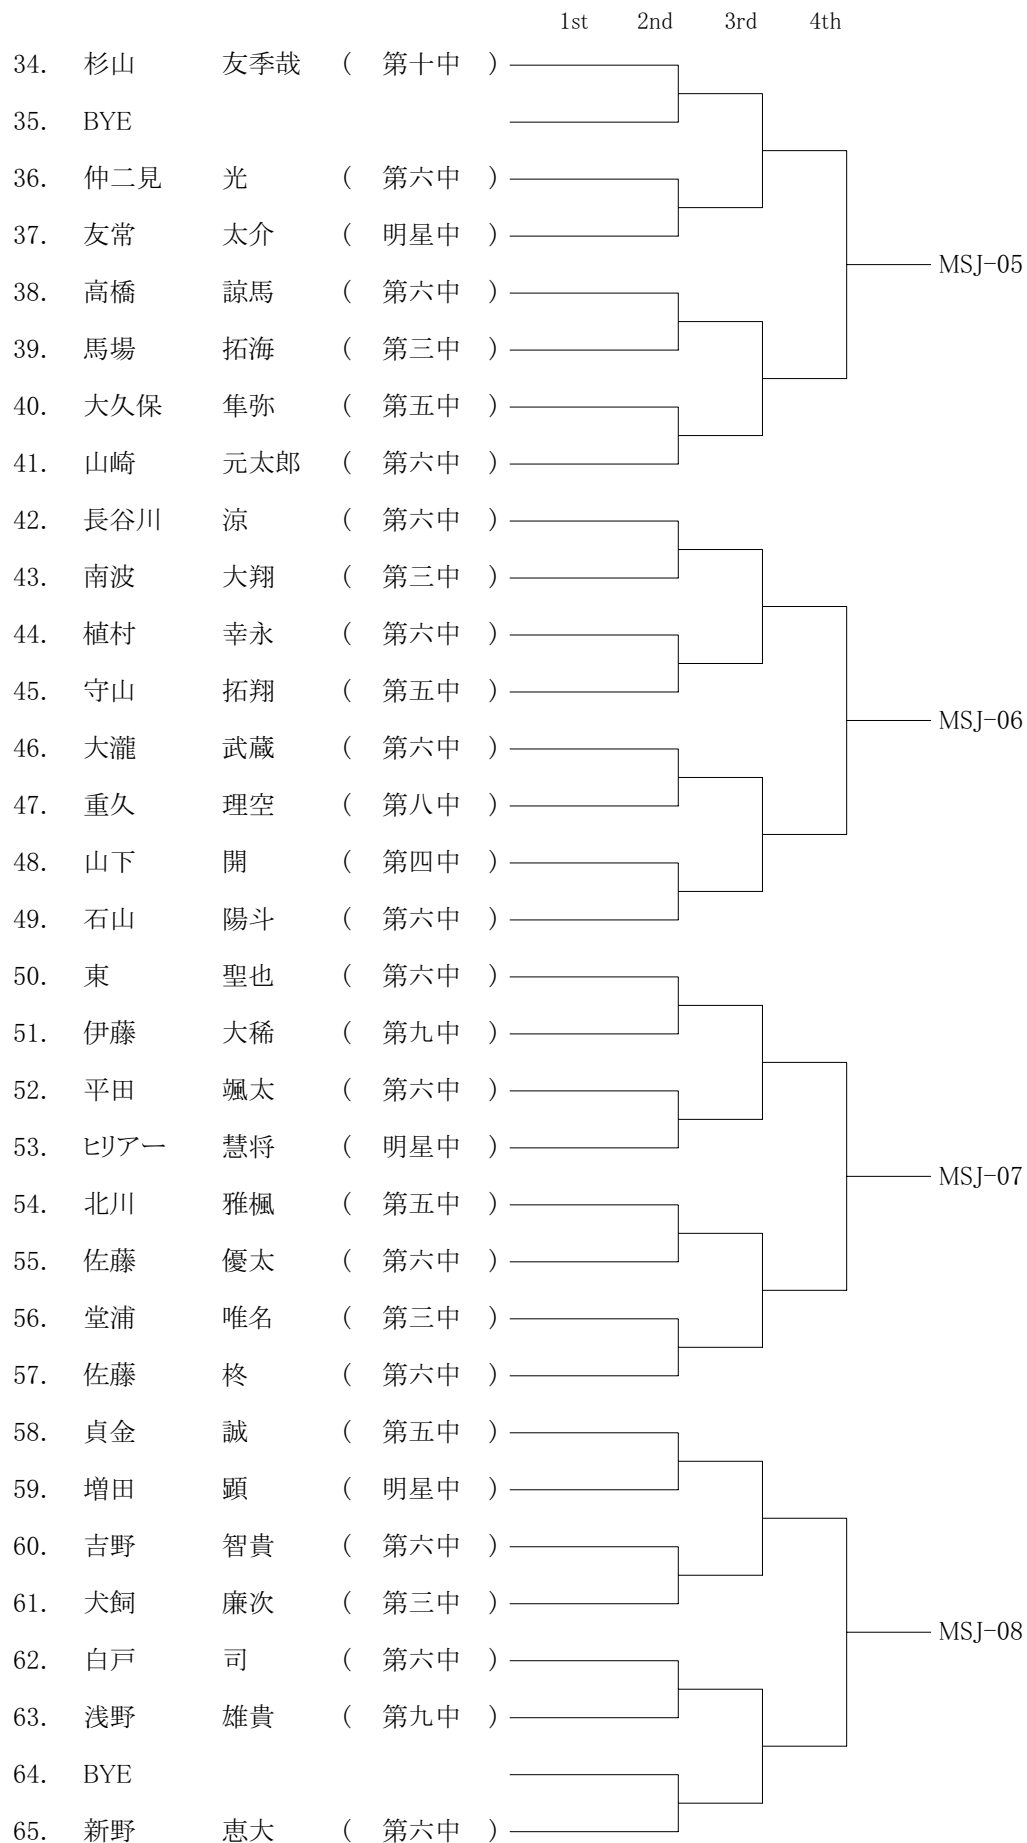 1st 2nd 3rd 4th
34. 杉山 友季哉 ( 第十中 )
35. BYE
36. 仲二見 光 ( 第六中 )
37. 友常 太介 ( 明星中 )
MSJ-05
38. 高橋 諒馬 ( 第六中 )
39. 馬場 拓海 ( 第三中 )
40. 大久保 隼弥 ( 第五中 )
41. 山崎 元太郎 ( 第六中 )
42. 長谷川 涼 ( 第六中 )
43. 南波 大翔 ( 第三中 )
44. 植村 幸永 ( 第六中 )
45. 守山 拓翔 ( 第五中 )
MSJ-06
46. 大瀧 武蔵 ( 第六中 )
47. 重久 理空 ( 第八中 )
48. 山下 開 ( 第四中 )
49. 石山 陽斗 ( 第六中 )
50. 東 聖也 ( 第六中 )
51. 伊藤 大稀 ( 第九中 )
52. 平田 颯太 ( 第六中 )
53. ヒリアー 慧将 ( 明星中 )
MSJ-07
54. 北川 雅楓 ( 第五中 )
55. 佐藤 優太 ( 第六中 )
56. 堂浦 唯名 ( 第三中 )
57. 佐藤 柊 ( 第六中 )
58. 貞金 誠 ( 第五中 )
59. 増田 顕 ( 明星中 )
60. 吉野 智貴 ( 第六中 )
61. 犬飼 廉次 ( 第三中 )
MSJ-08
62. 白戸 司 ( 第六中 )
63. 浅野 雄貴 ( 第九中 )
64. BYE
65. 新野 恵大 ( 第六中 )